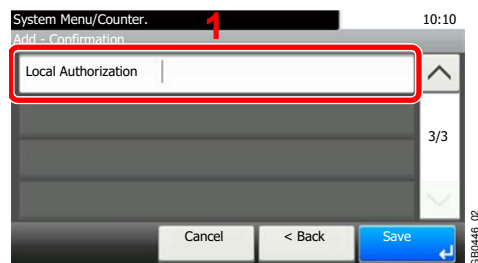 System Menu/Counter. 10:10
1
Add - Confirmation
Local Authorization
3/3
Cancel < Back Save
GB0446_02